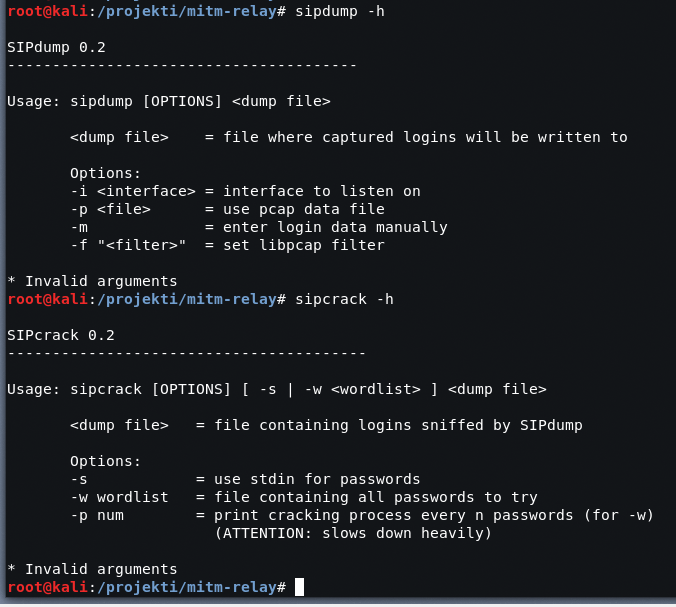 root@kali:/projekti/mitm-relay# sipdump -h
SIPdump 0.2
---------------------------------------
Usage: sipdump [OPTIONS] <dump file>
<dump file>    = file where captured logins will be written to
Options:
-i <interface> = interface to listen on
-p <file>      = use pcap data file
-m             = enter login data manually
-f "<filter>"  = set libpcap filter
* Invalid arguments
root@kali:/projekti/mitm-relay# sipcrack -h
SIPcrack 0.2
----------------------------------------
Usage: sipcrack [OPTIONS] [ -s | -w <wordlist> ] <dump file>
<dump file>   = file containing logins sniffed by SIPdump
Options:
-s            = use stdin for passwords
-w wordlist   = file containing all passwords to try
-p num        = print cracking process every n passwords (for -w)
(ATTENTION: slows down heavily)
* Invalid arguments
root@kali:/projekti/mitm-relay#